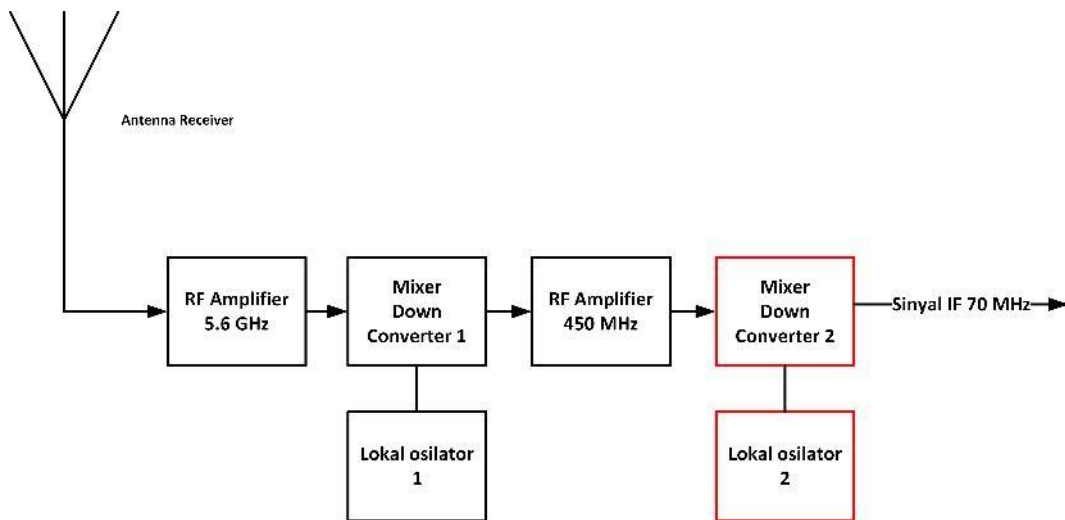 Antenna Receiver
RF Amplifier
5.6 GHz
Mixer
Down
Converter 1
RF Amplifier
450 MHz
Mixer
Down
Converter 2
Sinyal IF 70 MHz
Lokal osilator
1
Lokal osilator
2